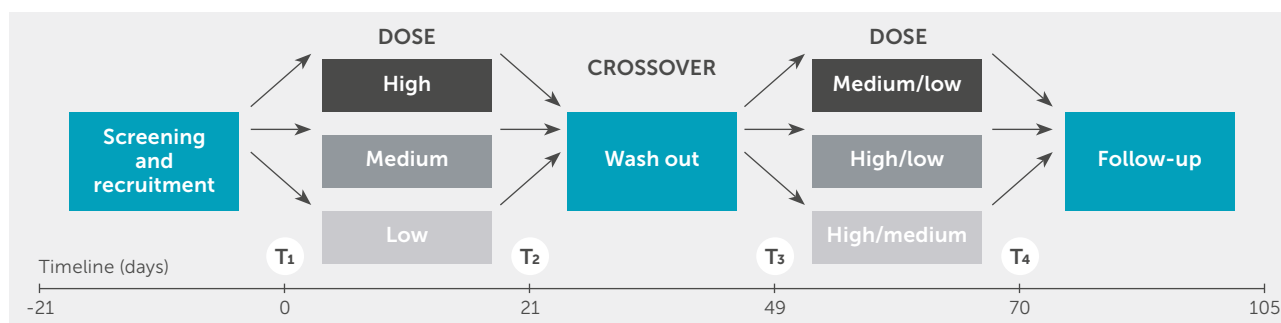 DOSE
DOSE
CROSSOVER
High
Medium/low
Screening
and
recruitment
Medium
Wash out
High/low
Follow-up
Low
High/medium
T1
T2
T3
T4
Timeline (days)
-21
0
21
49
70
105